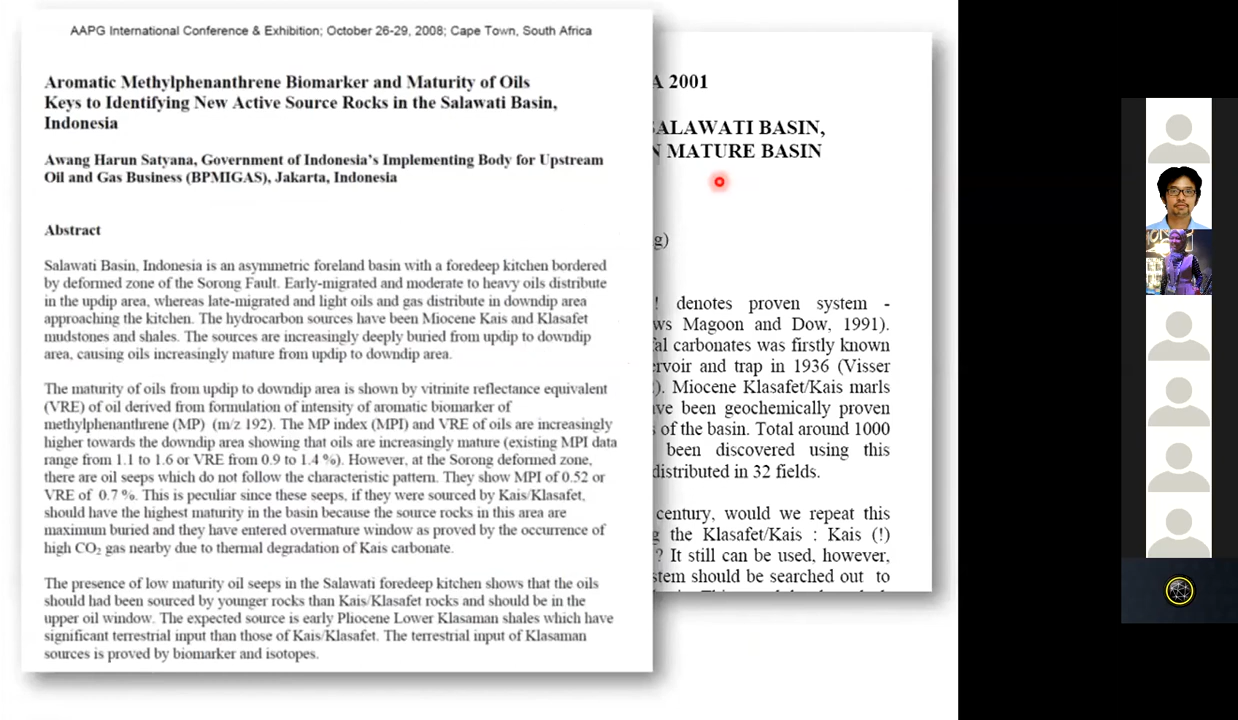 AAPG International Conference & Exhibition; October 26-29, 2008; Cape Town, South Africa
Aromatic Methylphenanthrene Biomarker and Maturity of Oils
Keys to Identifying New Active Source Rocks in the Salawati Basin,
Indonesia
Awang Harun Satyana, Government of Indonesia's Implementing Body for Upstream
Oil and Gas Business (BPMIGAS), Jakarta, Indonesia
Abstract
Salawati Basin, Indonesia is an asymmetric foreland basin with a foredeep kitchen bordered
by deformed zone of the Sorong Fault. Early-migrated and moderate to heavy oils distribute
in the updip area, whereas late-migrated and light oils and gas distribute in downdip area
approaching the kitchen. The hydrocarbon sources have been Miocene Kais and Klasafet
mudstones and shales. The sources are increasingly deeply buried from updip to downdip
area, causing oils increasingly mature from updip to downdip area.
The maturity of oils from updip to downdip area is shown by vitrinite reflectance equivalent
(VRE) of oil derived from formulation of intensity of aromatic biomarker of
methylphenanthrene (MP) (m/z 192). The MP index (MPI) and VRE of oils are increasingly
higher towards the downdip area showing that oils are increasingly mature (existing MPI data
range from 1.1 to 1.6 or VRE from 0.9 to 1.4 %). However, at the Sorong deformed zone,
there are oil seeps which do not follow the characteristic pattern. They show MPI of 0.52 or
VRE of 0.7 %. This is peculiar since these seeps, if they were sourced by Kais/Klasafet,
should have the highest maturity in the basin because the source rocks in this area are
maximum buried and they have entered overmature window as proved by the occurrence of
high CO₂ gas nearby due to thermal degradation of Kais carbonate.
The presence of low maturity oil seeps in the Salawati foredeep kitchen shows that the oils
should had been sourced by younger rocks than Kais/Klasafet rocks and should be in the
upper oil window. The expected source is early Pliocene Lower Klasaman shales which have
significant terrestrial input than those of Kais/Klasafet. The terrestrial input of Klasaman
sources is proved by biomarker and isotopes.
A 2001
SALAWATI BASIN,
N MATURE BASIN
g)
! denotes proven system -
ws Magoon and Dow, 1991).
al carbonates was firstly known
ervoir and trap in 1936 (Visser
). Miocene Klasafet/Kais marls
ve been geochemically proven
s of the basin. Total around 1000
been discovered using this
distributed in 32 fields.
century, would we repeat this
g the Klasafet/Kais : Kais (!)
? It still can be used, however,
stem should be searched out to